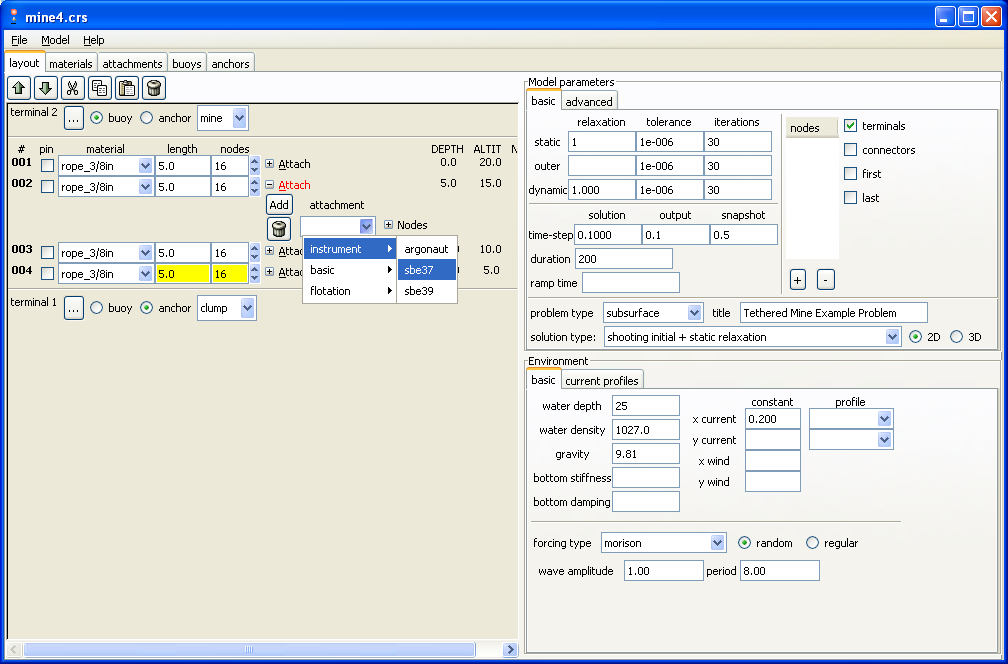 mine4.crs
File Model Help
layout materials attachments buoys anchors
terminal 2 ... buoy anchor mine
# pin material length nodes DEPTH ALTIT N
001 rope_3/8in 5.0 16 Attach 0.0 20.0
002 rope_3/8in 5.0 16 Attach 5.0 15.0
Add attachment
Nodes
instrument argonaut
basic sbe37
flotation sbe39
003 rope_3/8in 5.0 16 Attac 10.0
004 rope_3/8in 5.0 16 Attac 5.0
terminal 1 ... buoy anchor clump
Model parameters
basic advanced
relaxation tolerance iterations
static 1 1e-006 30
outer 1e-006 30
dynamic 1.000 1e-006 30
solution output snapshot
time-step 0.1000 0.1 0.5
duration 200
ramp time
nodes
terminals
connectors
first
last
+ -
problem type subsurface title Tethered Mine Example Problem
solution type: shooting initial + static relaxation 2D 3D
Environment
basic current profiles
water depth 25
water density 1027.0
gravity 9.81
bottom stiffness
bottom damping
constant profile
x current 0.200
y current
x wind
y wind
forcing type morison random regular
wave amplitude 1.00 period 8.00